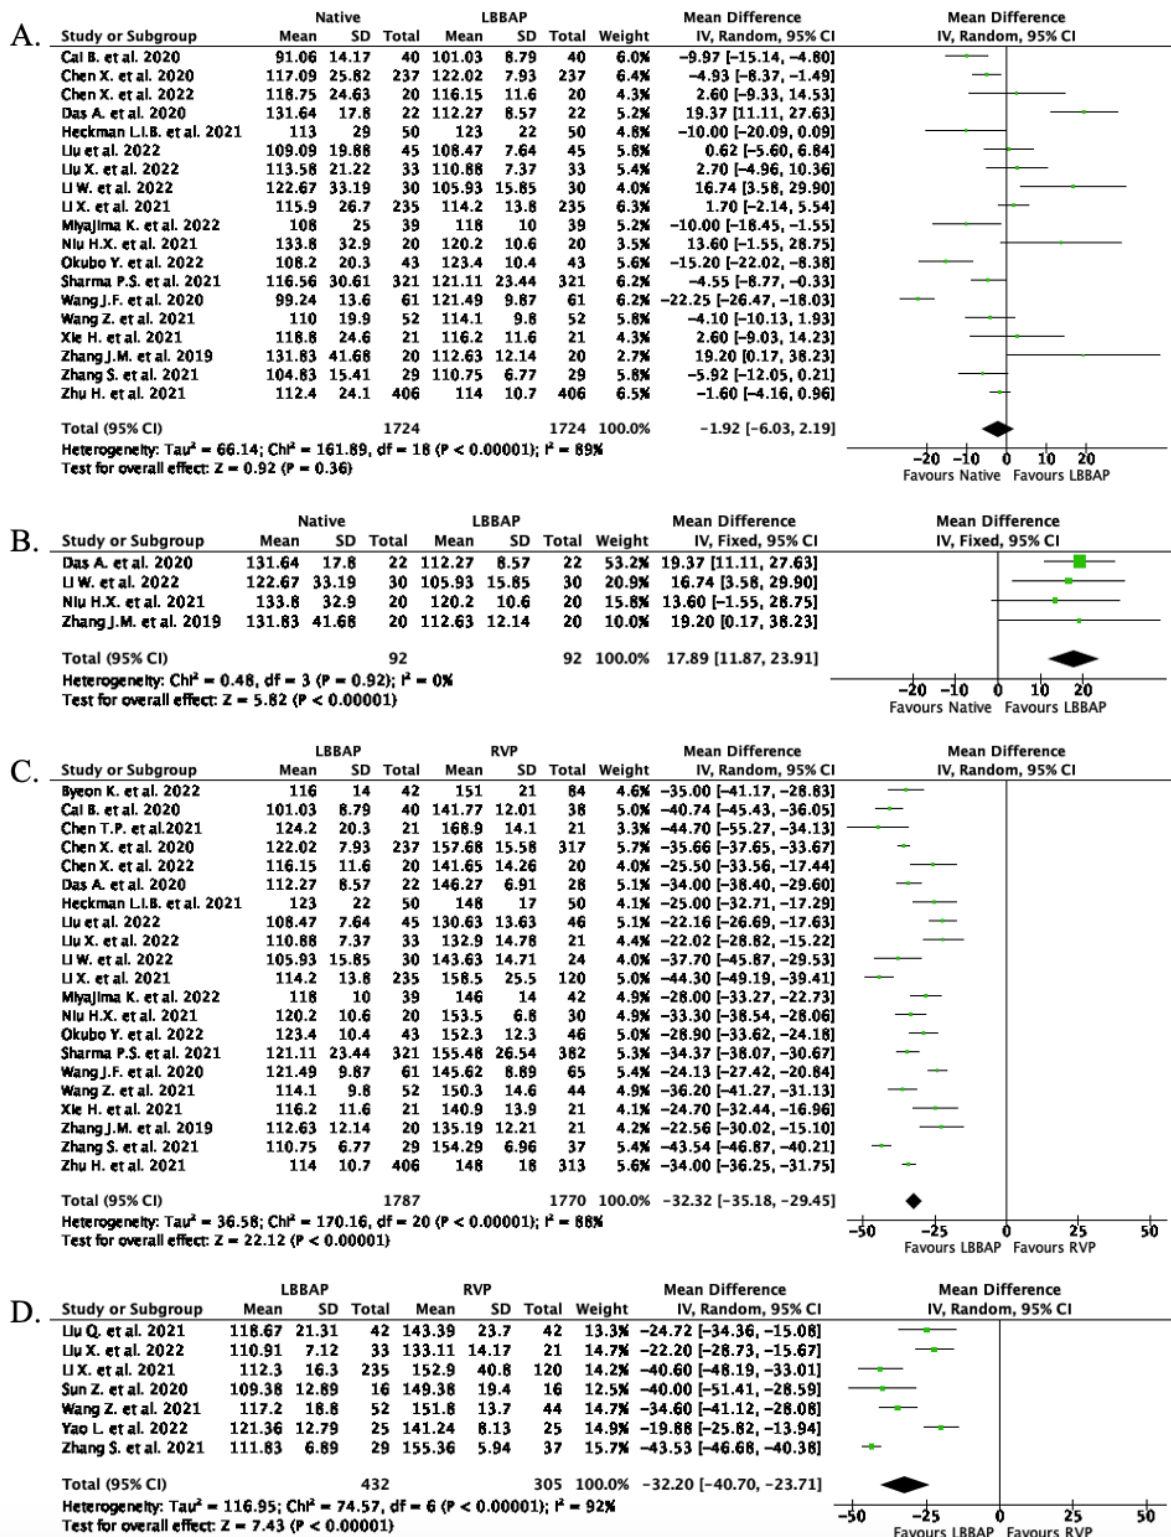 A.
Native LBBAP Mean Difference Mean Difference
Study or Subgroup Mean SD Total Mean SD Total Weight IV, Random, 95% CI IV, Random, 95% CI
Cai B. et al. 2020 91.06 14.17 40 101.03 8.79 40 6.0% −9.97 [−15.14, −4.80]
Chen X. et al. 2020 117.09 25.82 237 122.02 7.93 237 6.4% −4.93 [−8.37, −1.49]
Chen X. et al. 2022 118.75 24.63 20 116.15 11.6 20 4.3% 2.60 [−9.33, 14.53]
Das A. et al. 2020 131.64 17.8 22 112.27 8.57 22 5.2% 19.37 [11.11, 27.63]
Heckman L.I.B. et al. 2021 113 29 50 123 22 50 4.8% −10.00 [−20.09, 0.09]
Liu et al. 2022 109.09 19.88 45 108.47 7.64 45 5.8% 0.62 [−5.60, 6.84]
Liu X. et al. 2022 113.58 21.22 33 110.88 7.37 33 5.4% 2.70 [−4.96, 10.36]
Li W. et al. 2022 122.67 33.19 30 105.93 15.85 30 4.0% 16.74 [3.58, 29.90]
Li X. et al. 2021 115.9 26.7 235 114.2 13.8 235 6.3% 1.70 [−2.14, 5.54]
Miyajima K. et al. 2022 108 25 39 118 10 39 5.2% −10.00 [−18.45, −1.55]
Niu H.X. et al. 2021 133.8 32.9 20 120.2 10.6 20 3.5% 13.60 [−1.55, 28.75]
Okubo Y. et al. 2022 108.2 20.3 43 123.4 10.4 43 5.6% −15.20 [−22.02, −8.38]
Sharma P.S. et al. 2021 116.56 30.61 321 121.11 23.44 321 6.2% −4.55 [−8.77, −0.33]
Wang J.F. et al. 2020 99.24 13.6 61 121.49 9.87 61 6.2% −22.25 [−26.47, −18.03]
Wang Z. et al. 2021 110 19.9 52 114.1 9.8 52 5.8% −4.10 [−10.13, 1.93]
Xie H. et al. 2021 118.8 24.6 21 116.2 11.6 21 4.3% 2.60 [−9.03, 14.23]
Zhang J.M. et al. 2019 131.83 41.68 20 112.63 12.14 20 2.7% 19.20 [0.17, 38.23]
Zhang S. et al. 2021 104.83 15.41 29 110.75 6.77 29 5.8% −5.92 [−12.05, 0.21]
Zhu H. et al. 2021 112.4 24.1 406 114 10.7 406 6.5% −1.60 [−4.16, 0.96]
Total (95% CI) 1724 1724 100.0% −1.92 [−6.03, 2.19]
Heterogeneity: Tau² = 66.14; Chi² = 161.89, df = 18 (P < 0.00001); I² = 89%
Test for overall effect: Z = 0.92 (P = 0.36)
−20 −10 0 10 20
Favours Native Favours LBBAP
B.
Native LBBAP Mean Difference Mean Difference
Study or Subgroup Mean SD Total Mean SD Total Weight IV, Fixed, 95% CI IV, Fixed, 95% CI
Das A. et al. 2020 131.64 17.8 22 112.27 8.57 22 53.2% 19.37 [11.11, 27.63]
Li W. et al. 2022 122.67 33.19 30 105.93 15.85 30 20.9% 16.74 [3.58, 29.90]
Niu H.X. et al. 2021 133.8 32.9 20 120.2 10.6 20 15.8% 13.60 [−1.55, 28.75]
Zhang J.M. et al. 2019 131.83 41.68 20 112.63 12.14 20 10.0% 19.20 [0.17, 38.23]
Total (95% CI) 92 92 100.0% 17.89 [11.87, 23.91]
Heterogeneity: Chi² = 0.48, df = 3 (P = 0.92); I² = 0%
Test for overall effect: Z = 5.82 (P < 0.00001)
−20 −10 0 10 20
Favours Native Favours LBBAP
C.
LBBAP RVP Mean Difference Mean Difference
Study or Subgroup Mean SD Total Mean SD Total Weight IV, Random, 95% CI IV, Random, 95% CI
Byeon K. et al. 2022 116 14 42 151 21 84 4.6% −35.00 [−41.17, −28.83]
Cai B. et al. 2020 101.03 8.79 40 141.77 12.01 38 5.0% −40.74 [−45.43, −36.05]
Chen T.P. et al.2021 124.2 20.3 21 168.9 14.1 21 3.3% −44.70 [−55.27, −34.13]
Chen X. et al. 2020 122.02 7.93 237 157.68 15.58 317 5.7% −35.66 [−37.65, −33.67]
Chen X. et al. 2022 116.15 11.6 20 141.65 14.26 20 4.0% −25.50 [−33.56, −17.44]
Das A. et al. 2020 112.27 8.57 22 146.27 6.91 28 5.1% −34.00 [−38.40, −29.60]
Heckman L.I.B. et al. 2021 123 22 50 148 17 50 4.1% −25.00 [−32.71, −17.29]
Liu et al. 2022 108.47 7.64 45 130.63 13.63 46 5.1% −22.16 [−26.69, −17.63]
Liu X. et al. 2022 110.88 7.37 33 132.9 14.78 21 4.4% −22.02 [−28.82, −15.22]
Li W. et al. 2022 105.93 15.85 30 143.63 14.71 24 4.0% −37.70 [−45.87, −29.53]
Li X. et al. 2021 114.2 13.8 235 158.5 25.5 120 5.0% −44.30 [−49.19, −39.41]
Miyajima K. et al. 2022 118 10 39 146 14 42 4.9% −28.00 [−33.27, −22.73]
Niu H.X. et al. 2021 120.2 10.6 20 153.5 6.8 30 4.9% −33.30 [−38.54, −28.06]
Okubo Y. et al. 2022 123.4 10.4 43 152.3 12.3 46 5.0% −28.90 [−33.62, −24.18]
Sharma P.S. et al. 2021 121.11 23.44 321 155.48 26.54 382 5.3% −34.37 [−38.07, −30.67]
Wang J.F. et al. 2020 121.49 9.87 61 145.62 8.89 65 5.4% −24.13 [−27.42, −20.84]
Wang Z. et al. 2021 114.1 9.8 52 150.3 14.6 44 4.9% −36.20 [−41.27, −31.13]
Xie H. et al. 2021 116.2 11.6 21 140.9 13.9 21 4.1% −24.70 [−32.44, −16.96]
Zhang J.M. et al. 2019 112.63 12.14 20 135.19 12.21 21 4.2% −22.56 [−30.02, −15.10]
Zhang S. et al. 2021 110.75 6.77 29 154.29 6.96 37 5.4% −43.54 [−46.87, −40.21]
Zhu H. et al. 2021 114 10.7 406 148 18 313 5.6% −34.00 [−36.25, −31.75]
Total (95% CI) 1787 1770 100.0% −32.32 [−35.18, −29.45]
Heterogeneity: Tau² = 36.58; Chi² = 170.16, df = 20 (P < 0.00001); I² = 88%
Test for overall effect: Z = 22.12 (P < 0.00001)
−50 −25 0 25 50
Favours LBBAP Favours RVP
D.
LBBAP RVP Mean Difference Mean Difference
Study or Subgroup Mean SD Total Mean SD Total Weight IV, Random, 95% CI IV, Random, 95% CI
Liu Q. et al. 2021 118.67 21.31 42 143.39 23.7 42 13.3% −24.72 [−34.36, −15.08]
Liu X. et al. 2022 110.91 7.12 33 133.11 14.17 21 14.7% −22.20 [−28.73, −15.67]
Li X. et al. 2021 112.3 16.3 235 152.9 40.8 120 14.2% −40.60 [−48.19, −33.01]
Sun Z. et al. 2020 109.38 12.89 16 149.38 19.4 16 12.5% −40.00 [−51.41, −28.59]
Wang Z. et al. 2021 117.2 18.8 52 151.8 13.7 44 14.7% −34.60 [−41.12, −28.08]
Yao L. et al. 2022 121.36 12.79 25 141.24 8.13 25 14.9% −19.88 [−25.82, −13.94]
Zhang S. et al. 2021 111.83 6.89 29 155.36 5.94 37 15.7% −43.53 [−46.68, −40.38]
Total (95% CI) 432 305 100.0% −32.20 [−40.70, −23.71]
Heterogeneity: Tau² = 116.95; Chi² = 74.57, df = 6 (P < 0.00001); I² = 92%
Test for overall effect: Z = 7.43 (P < 0.00001)
−50 −25 0 25 50
Favours LBBAP Favours RVP